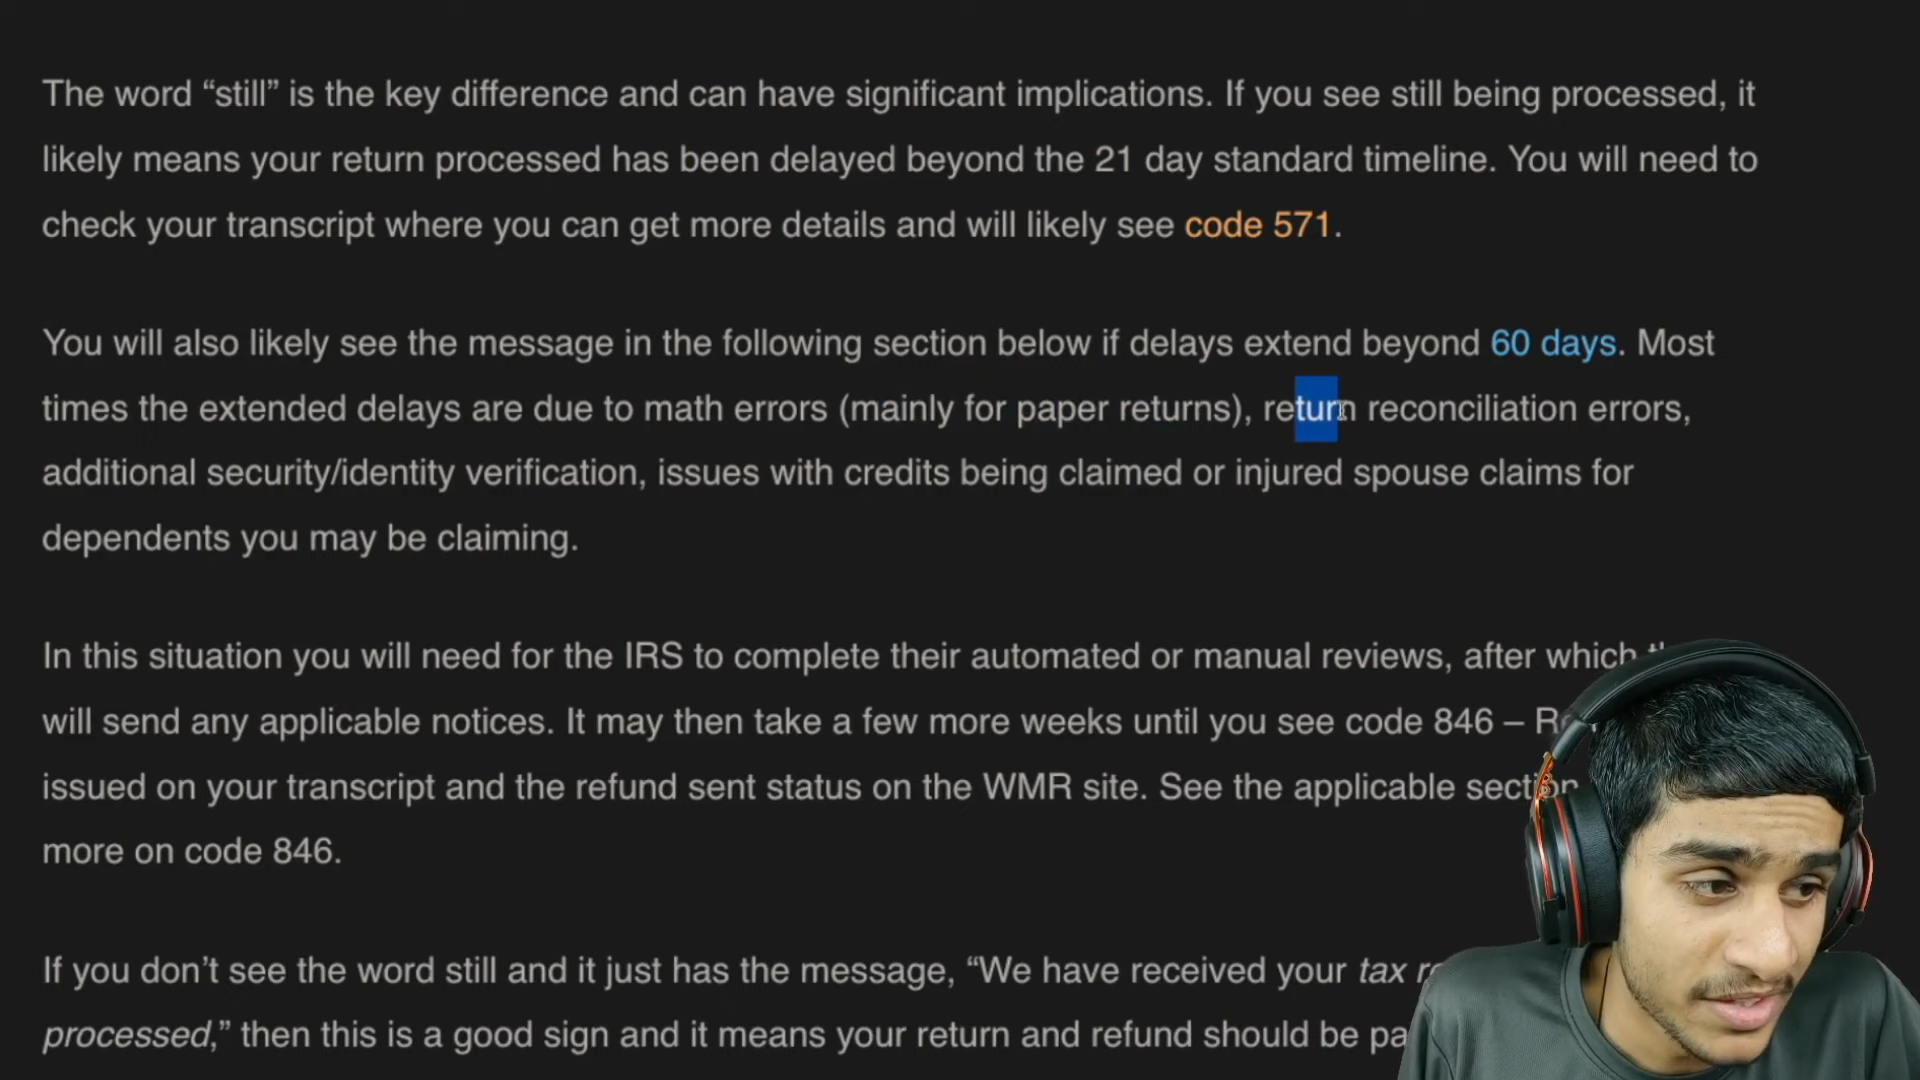 The word “still” is the key difference and can have significant implications. If you see still being processed, it
likely means your return processed has been delayed beyond the 21 day standard timeline. You will need to
check your transcript where you can get more details and will likely see code 571.
You will also likely see the message in the following section below if delays extend beyond 60 days. Most
times the extended delays are due to math errors (mainly for paper returns), return reconciliation errors,
additional security/identity verification, issues with credits being claimed or injured spouse claims for
dependents you may be claiming.
In this situation you will need for the IRS to complete their automated or manual reviews, after which
will send any applicable notices. It may then take a few more weeks until you see code 846 –
issued on your transcript and the refund sent status on the WMR site. See the applicable section
more on code 846.
If you don’t see the word still and it just has the message, “We have received your tax
processed,” then this is a good sign and it means your return and refund should be